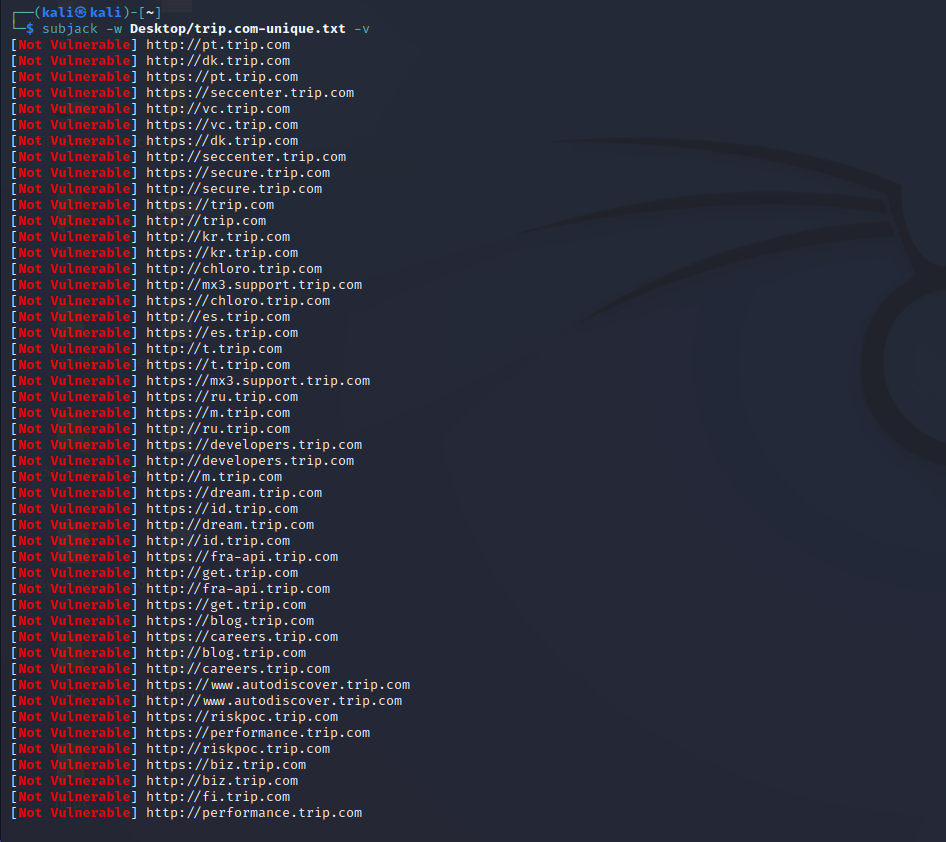 ┌──(kali㉿kali)-[~]
└─$ subjack -w Desktop/trip.com-unique.txt -v
[Not Vulnerable] http://pt.trip.com
[Not Vulnerable] http://dk.trip.com
[Not Vulnerable] https://pt.trip.com
[Not Vulnerable] https://seccenter.trip.com
[Not Vulnerable] http://vc.trip.com
[Not Vulnerable] https://vc.trip.com
[Not Vulnerable] https://dk.trip.com
[Not Vulnerable] http://seccenter.trip.com
[Not Vulnerable] https://secure.trip.com
[Not Vulnerable] http://secure.trip.com
[Not Vulnerable] https://trip.com
[Not Vulnerable] http://trip.com
[Not Vulnerable] http://kr.trip.com
[Not Vulnerable] https://kr.trip.com
[Not Vulnerable] http://chloro.trip.com
[Not Vulnerable] http://mx3.support.trip.com
[Not Vulnerable] https://chloro.trip.com
[Not Vulnerable] http://es.trip.com
[Not Vulnerable] https://es.trip.com
[Not Vulnerable] http://t.trip.com
[Not Vulnerable] https://t.trip.com
[Not Vulnerable] https://mx3.support.trip.com
[Not Vulnerable] https://ru.trip.com
[Not Vulnerable] https://m.trip.com
[Not Vulnerable] http://ru.trip.com
[Not Vulnerable] https://developers.trip.com
[Not Vulnerable] http://developers.trip.com
[Not Vulnerable] http://m.trip.com
[Not Vulnerable] https://dream.trip.com
[Not Vulnerable] https://id.trip.com
[Not Vulnerable] http://dream.trip.com
[Not Vulnerable] http://id.trip.com
[Not Vulnerable] https://fra-api.trip.com
[Not Vulnerable] http://get.trip.com
[Not Vulnerable] http://fra-api.trip.com
[Not Vulnerable] https://get.trip.com
[Not Vulnerable] https://blog.trip.com
[Not Vulnerable] https://careers.trip.com
[Not Vulnerable] http://blog.trip.com
[Not Vulnerable] http://careers.trip.com
[Not Vulnerable] https://www.autodiscover.trip.com
[Not Vulnerable] http://www.autodiscover.trip.com
[Not Vulnerable] https://riskpoc.trip.com
[Not Vulnerable] https://performance.trip.com
[Not Vulnerable] http://riskpoc.trip.com
[Not Vulnerable] https://biz.trip.com
[Not Vulnerable] http://biz.trip.com
[Not Vulnerable] http://fi.trip.com
[Not Vulnerable] http://performance.trip.com